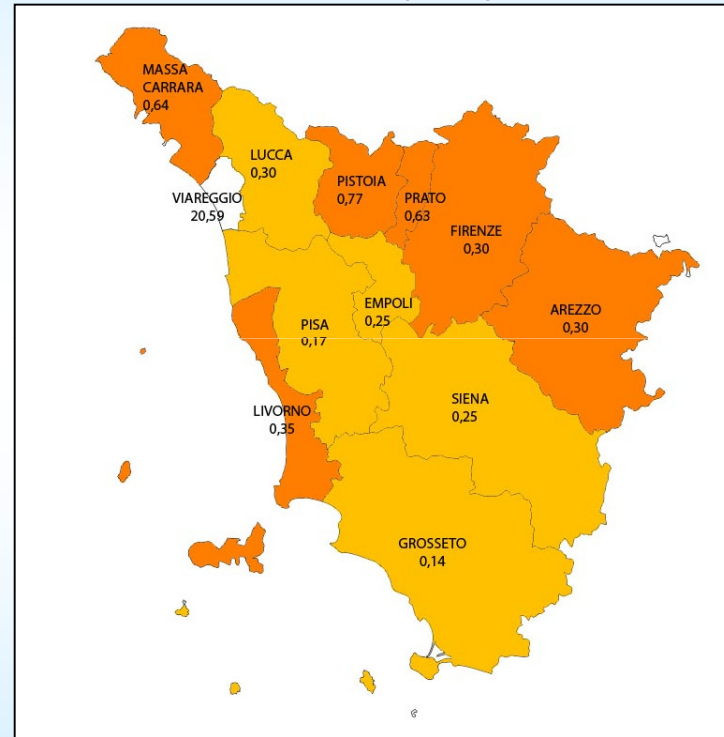 MASSA
CARRARA
0,64
LUCCA
0,30
VIAREGGIO
20,59
PISTOIA
0,77
PRATO
0,63
FIRENZE
0,30
AREZZO
0,30
EMPOLI
0,25
PISA
0,17
LIVORNO
0,35
SIENA
0,25
GROSSETO
0,14